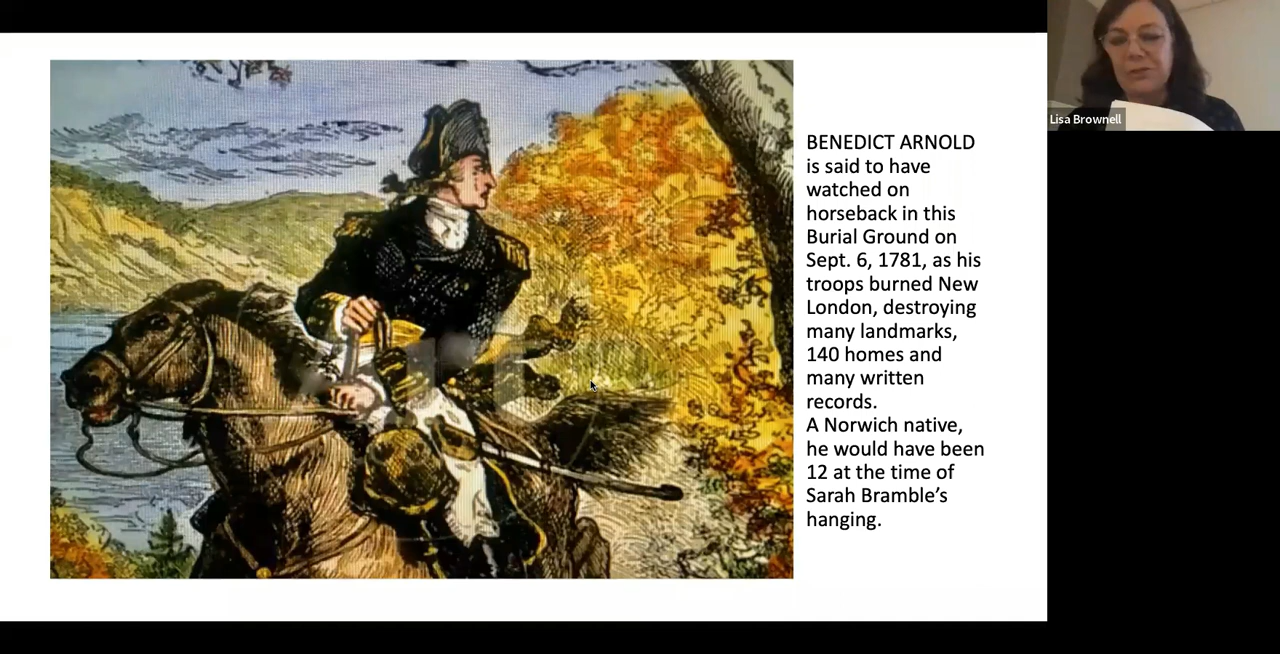 Lisa Brownell
BENEDICT ARNOLD
is said to have
watched on
horseback in this
Burial Ground on
Sept. 6, 1781, as his
troops burned New
London, destroying
many landmarks,
140 homes and
many written
records.
A Norwich native,
he would have been
12 at the time of
Sarah Bramble’s
hanging.